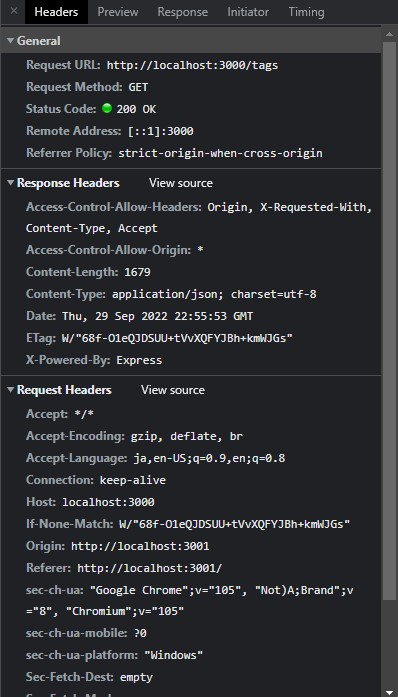 × Headers Preview Response Initiator Timing
General
Request URL: http://localhost:3000/tags
Request Method: GET
Status Code: 200 OK
Remote Address: [::1]:3000
Referrer Policy: strict-origin-when-cross-origin
Response Headers View source
Access-Control-Allow-Headers: Origin, X-Requested-With,
Content-Type, Accept
Access-Control-Allow-Origin: *
Content-Length: 1679
Content-Type: application/json; charset=utf-8
Date: Thu, 29 Sep 2022 22:55:53 GMT
ETag: W/"68f-O1eQJDSUU+tVvXQFYJBh+kmWJGs"
X-Powered-By: Express
Request Headers View source
Accept: */*
Accept-Encoding: gzip, deflate, br
Accept-Language: ja,en-US;q=0.9,en;q=0.8
Connection: keep-alive
Host: localhost:3000
If-None-Match: W/"68f-O1eQJDSUU+tVvXQFYJBh+kmWJGs"
Origin: http://localhost:3001
Referer: http://localhost:3001/
sec-ch-ua: "Google Chrome";v="105", "Not)A;Brand";v
="8", "Chromium";v="105"
sec-ch-ua-mobile: ?0
sec-ch-ua-platform: "Windows"
Sec-Fetch-Dest: empty